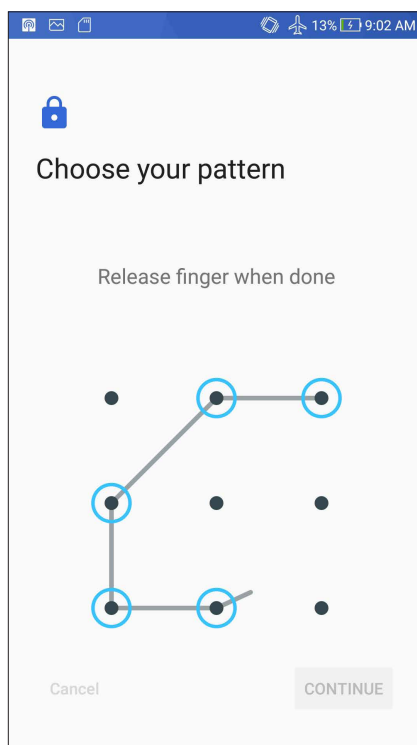 13% 9:02 AM
Choose your pattern
Release finger when done
Cancel
CONTINUE